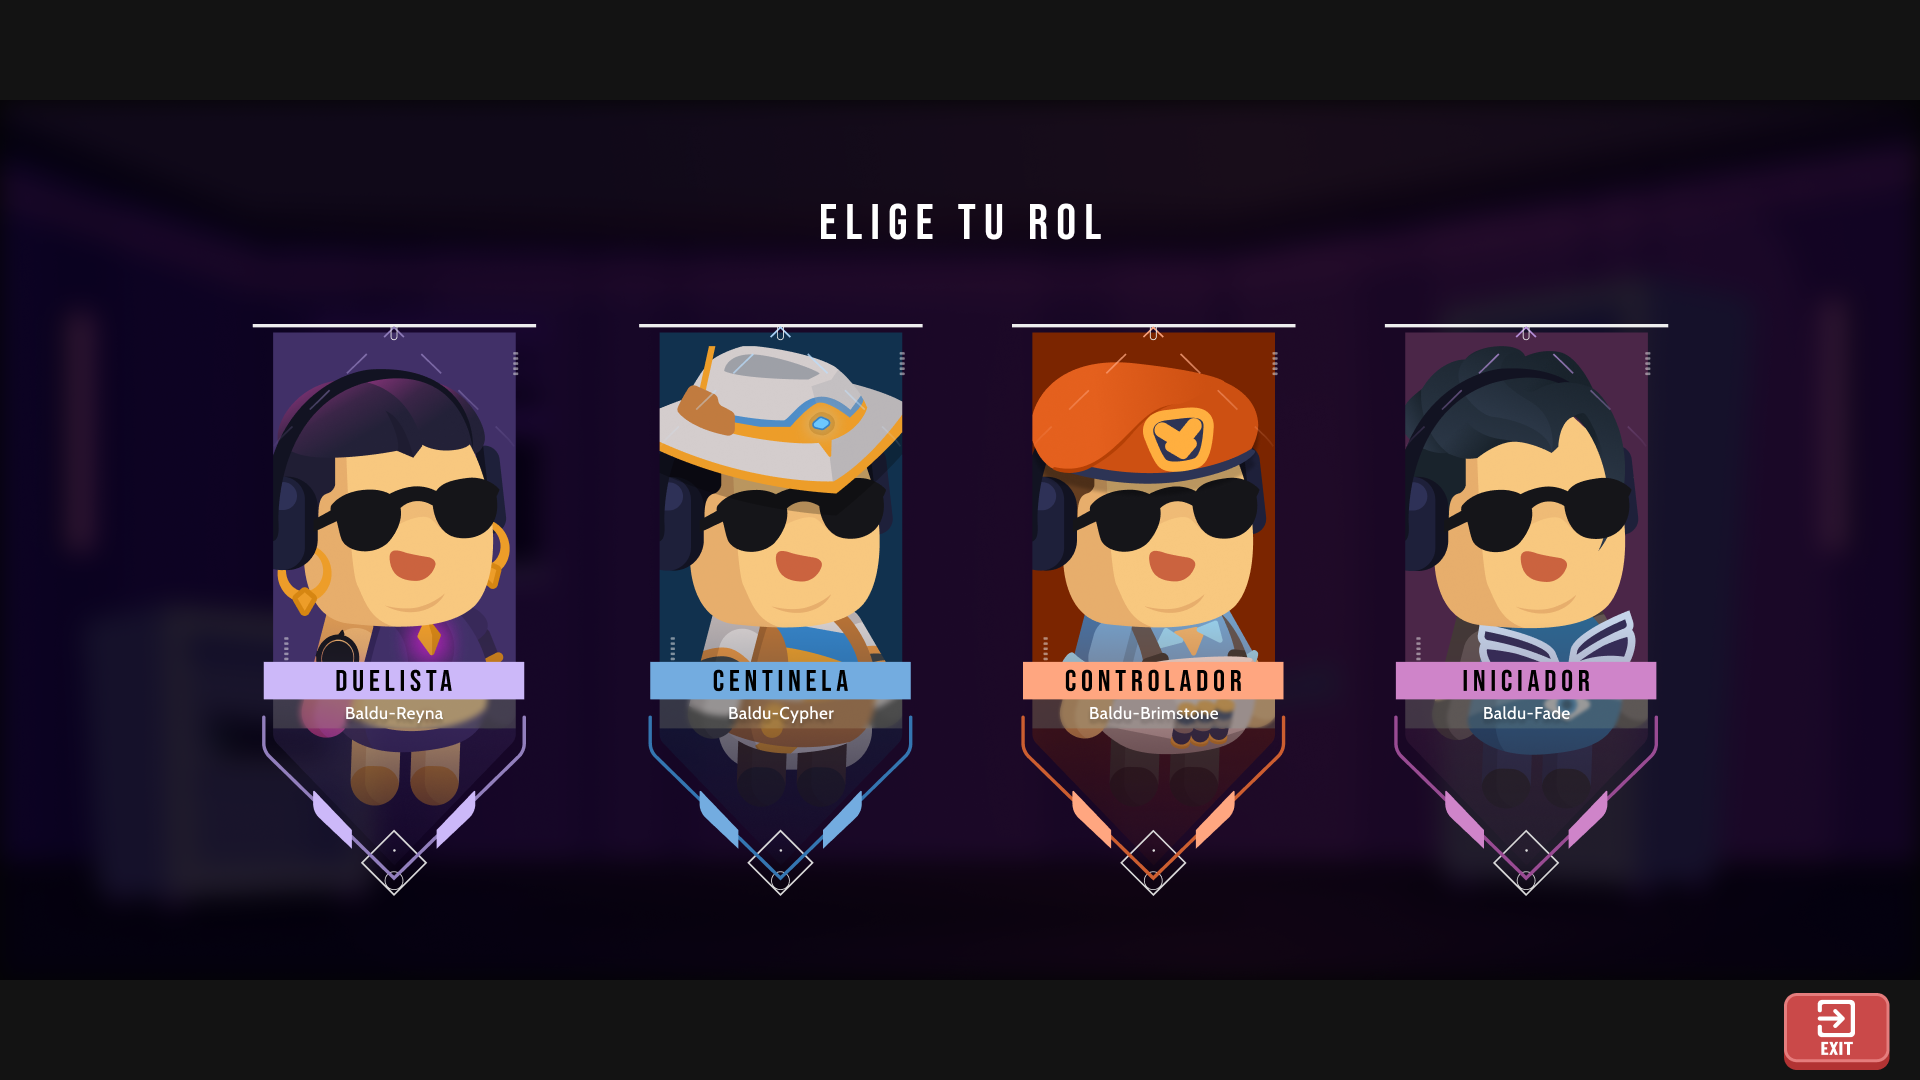 ELIGE TU ROL
DUELISTA
Baldu-Reyna
CENTINELA
Baldu-Cypher
CONTROLADOR
Baldu-Brimstone
INICIADOR
Baldu-Fade
EXIT